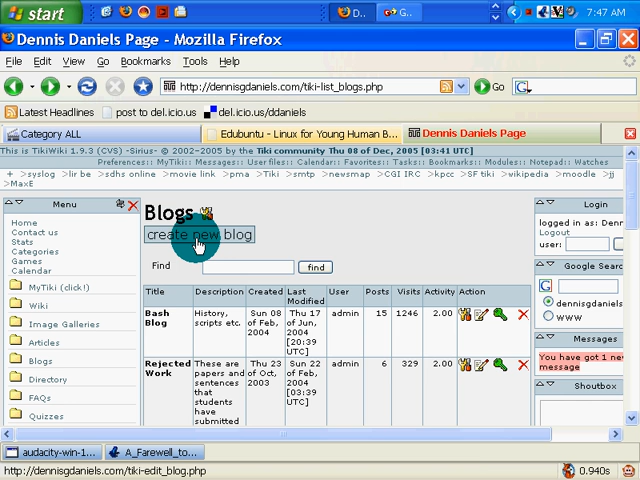 start
D..
G..
7:47 AM
Dennis Daniels Page - Mozilla Firefox
File Edit View Go Bookmarks Tools Help
http://dennisgdaniels.com/tiki-list_blogs.php
Go
Latest Headlines post to del.icio.us del.icio.us/ddaniels
Category ALL
Edubuntu - Linux for Young Human B...
Dennis Daniels Page
This is TikiWiki 1.9.3 (CVS) -Sirius- © 2002-2005 by the Tiki community Thu 08 of Dec, 2005 [03:41 UTC]
Preferences:: MyTiki:: Messages:: User files:: Calendar:: Favorites:: Tasks:: Bookmarks:: Modules:: Notepad:: Watches
+ >syslog >lir be >sdhs online >movie link >pma >Tiki >smtp >newsmap >CGI IRC >kpcc >SF tiki >wikipedia >moodle >jj
>MaxE
Menu
Home
Contact us
Stats
Categories
Games
Calendar
MyTiki (click!)
Wiki
Image Galleries
Articles
Blogs
Directory
FAQs
Quizzes
Blogs
create new blog
Find
find
Title Description Created Last Modified User Posts Visits Activity Action
Bash Blog History, scripts etc. Sun 08 of Feb, 2004 Thu 17 of Jun, 2004 [20:39 UTC] admin 15 1246 2.00
Rejected Work These are papers and sentences that students have submitted Thu 23 of Oct, 2003 Sun 22 of Feb, 2004 [03:39 UTC] admin 6 329 2.00
Login
logged in as: Denn
Logout
user:
Google Searc
dennisgdaniels
www
Messages
You have got 1 new
message
Shoutbox
audacity-win-1...
A_Farewell_to...
http://dennisgdaniels.com/tiki-edit_blog.php
0.940s